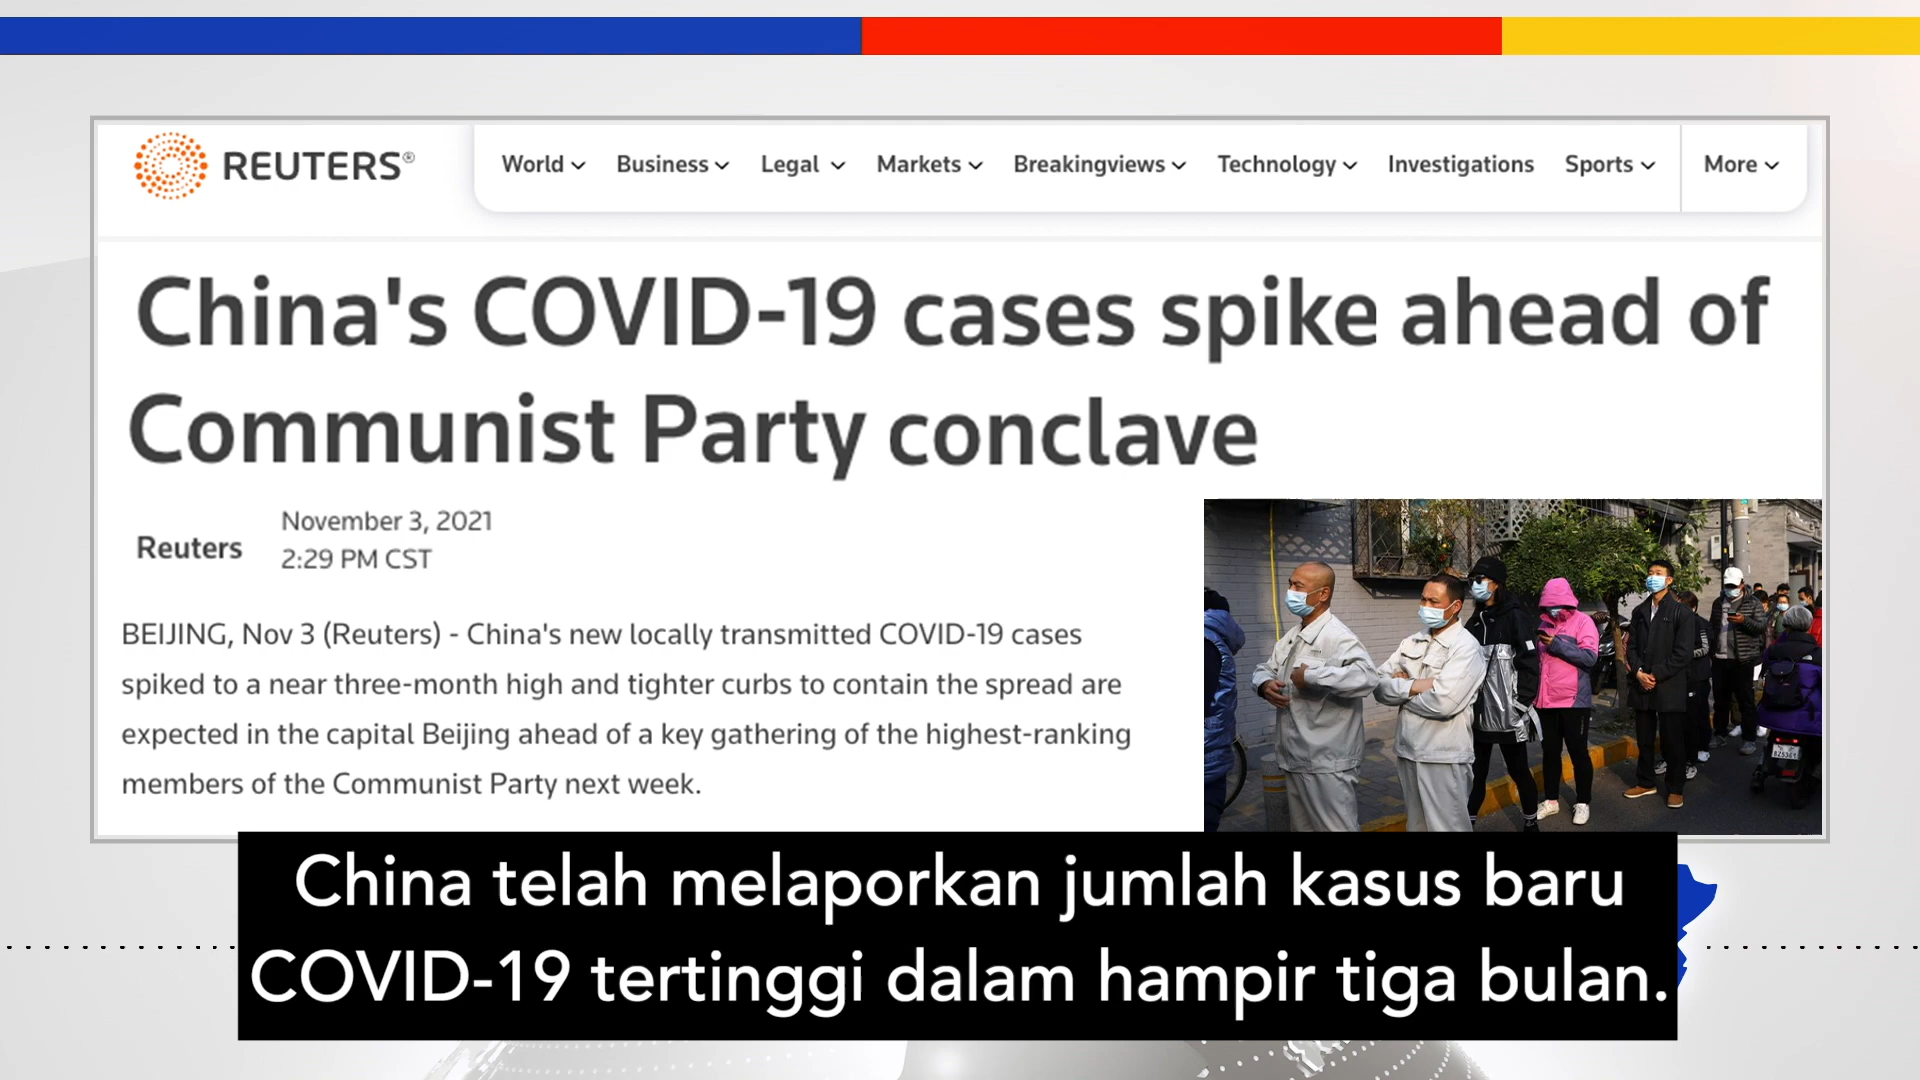 REUTERS®
World Business Legal Markets Breakingviews Technology Investigations Sports More
China's COVID-19 cases spike ahead of
Communist Party conclave
Reuters
November 3, 2021
2:29 PM CST
BEIJING, Nov 3 (Reuters) - China's new locally transmitted COVID-19 cases
spiked to a near three-month high and tighter curbs to contain the spread are
expected in the capital Beijing ahead of a key gathering of the highest-ranking
members of the Communist Party next week.
China telah melaporkan jumlah kasus baru
COVID-19 tertinggi dalam hampir tiga bulan.